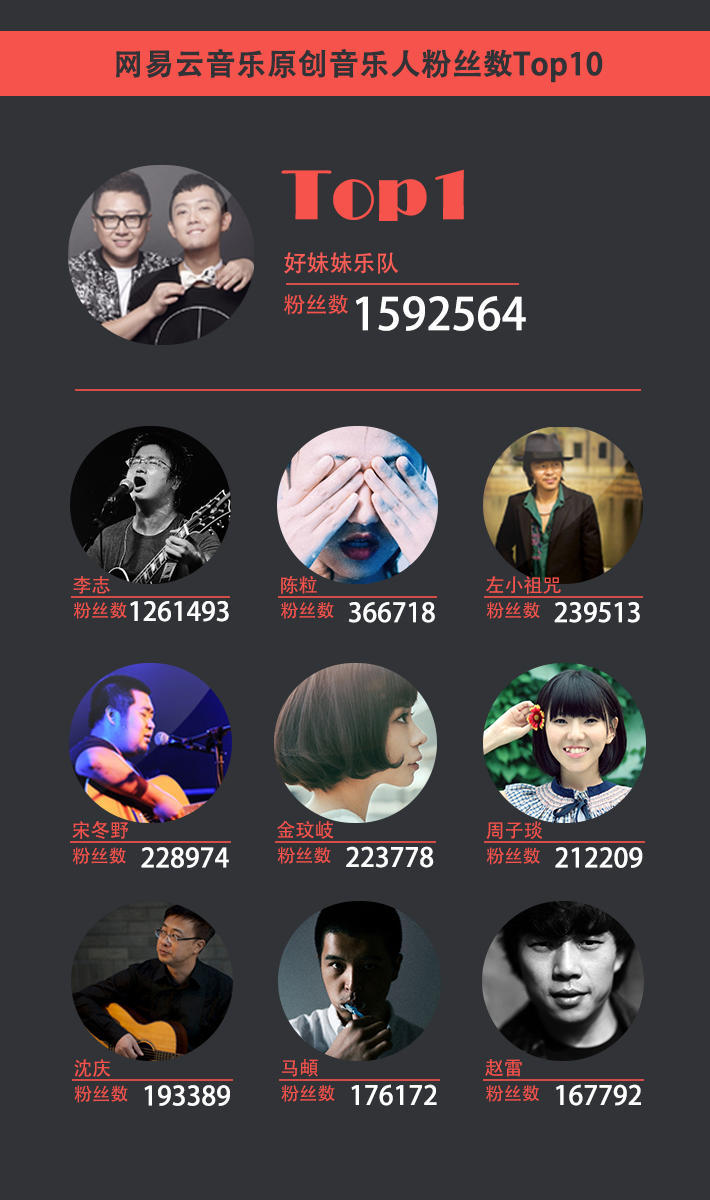 网易云音乐原创音乐人粉丝数Top10
Top1
好妹妹乐队
粉丝数 1592564
李志
粉丝数 1261493
陈粒
粉丝数 366718
左小祖咒
粉丝数 239513
宋冬野
粉丝数 228974
金玟岐
粉丝数 223778
周子琰
粉丝数 212209
沈庆
粉丝数 193389
马頔
粉丝数 176172
赵雷
粉丝数 167792